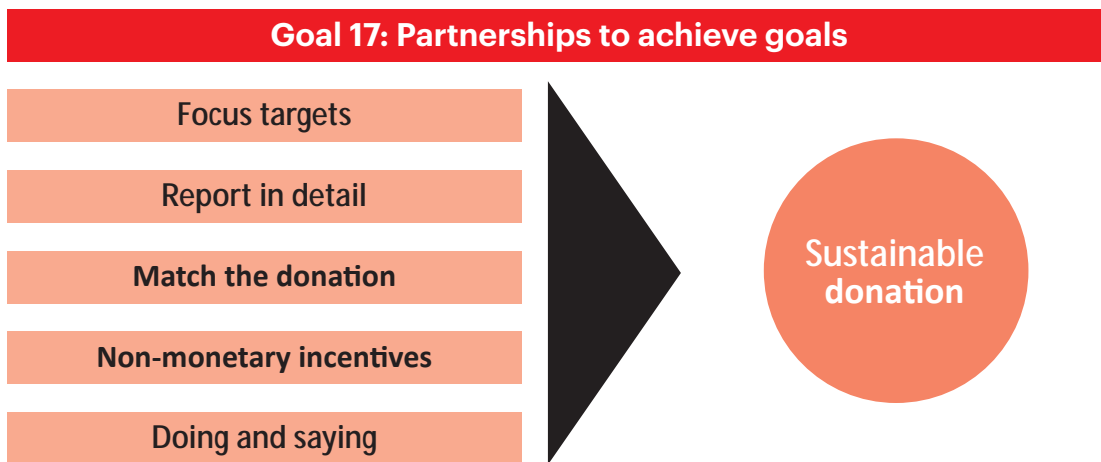 Goal 17: Partnerships to achieve goals
Focus targets
Report in detail
Match the donation
Non-monetary incentives
Doing and saying
Sustainable
donation